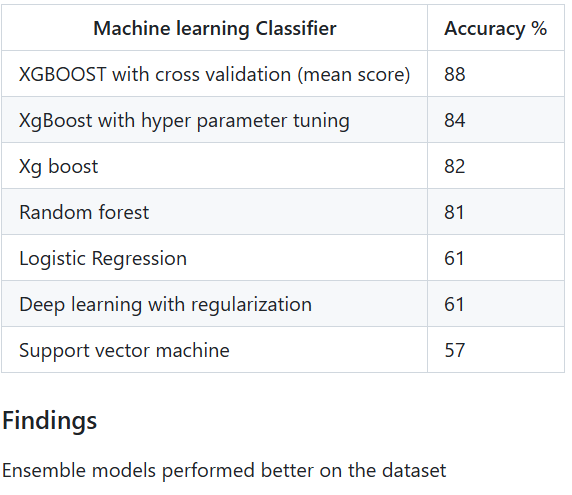 Machine learning Classifier Accuracy %
XGBOOST with cross validation (mean score) 88
XgBoost with hyper parameter tuning 84
Xg boost 82
Random forest 81
Logistic Regression 61
Deep learning with regularization 61
Support vector machine 57
Findings
Ensemble models performed better on the dataset